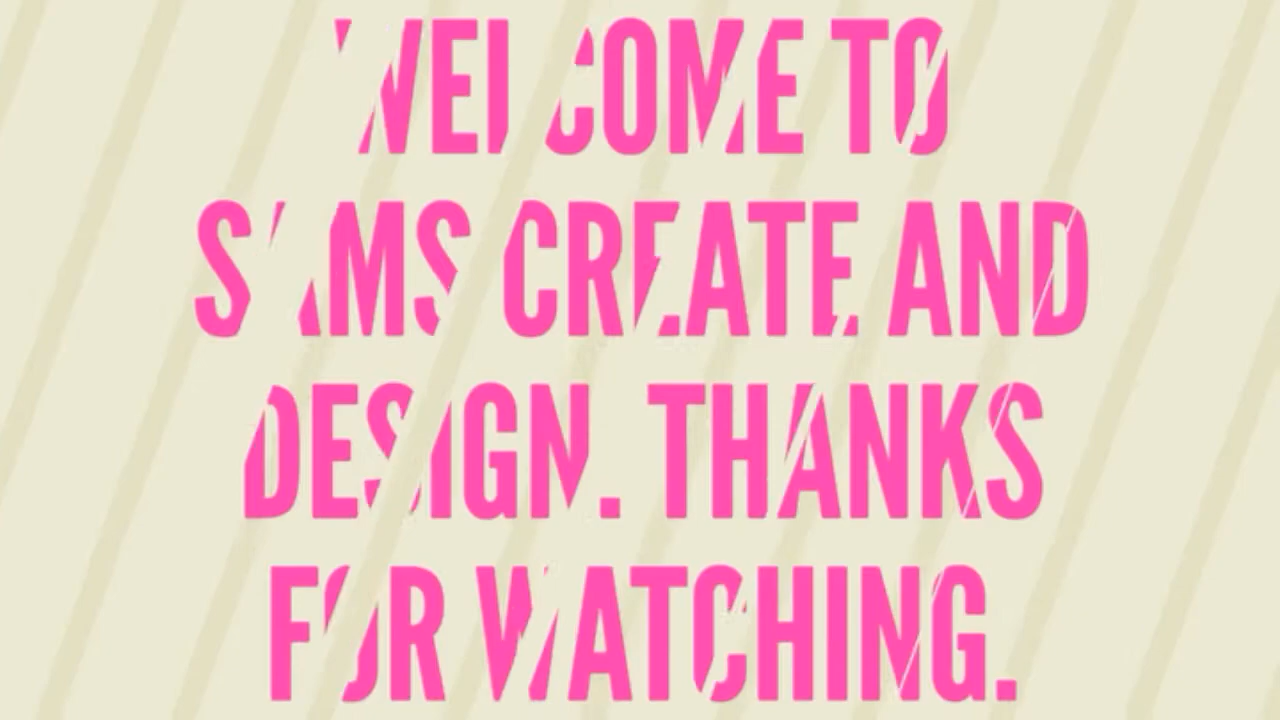 WELCOME TO
SAMS CREATE AND
DESIGN. THANKS
FOR WATCHING.